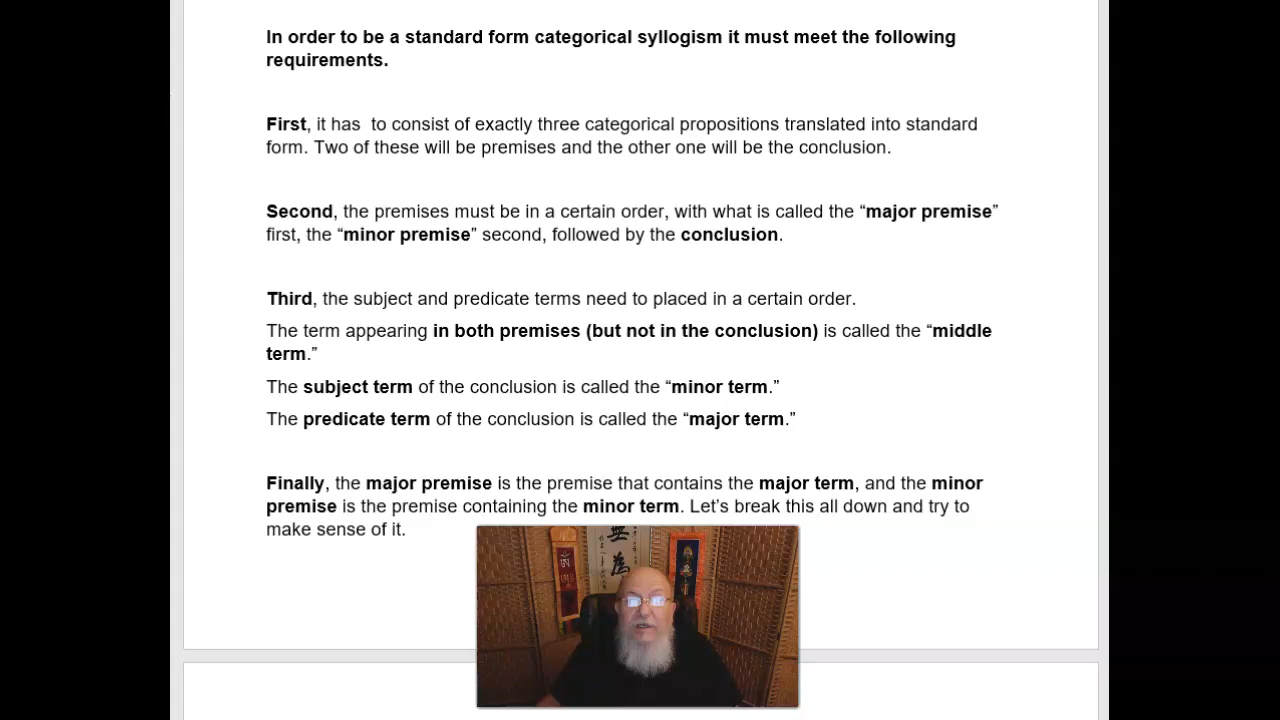 In order to be a standard form categorical syllogism it must meet the following
requirements.
First, it has  to consist of exactly three categorical propositions translated into standard
form. Two of these will be premises and the other one will be the conclusion.
Second, the premises must be in a certain order, with what is called the “major premise”
first, the “minor premise” second, followed by the conclusion.
Third, the subject and predicate terms need to placed in a certain order.
The term appearing in both premises (but not in the conclusion) is called the “middle
term.”
The subject term of the conclusion is called the “minor term.”
The predicate term of the conclusion is called the “major term.”
Finally, the major premise is the premise that contains the major term, and the minor
premise is the premise containing the minor term. Let’s break this all down and try to
make sense of it.
無
為